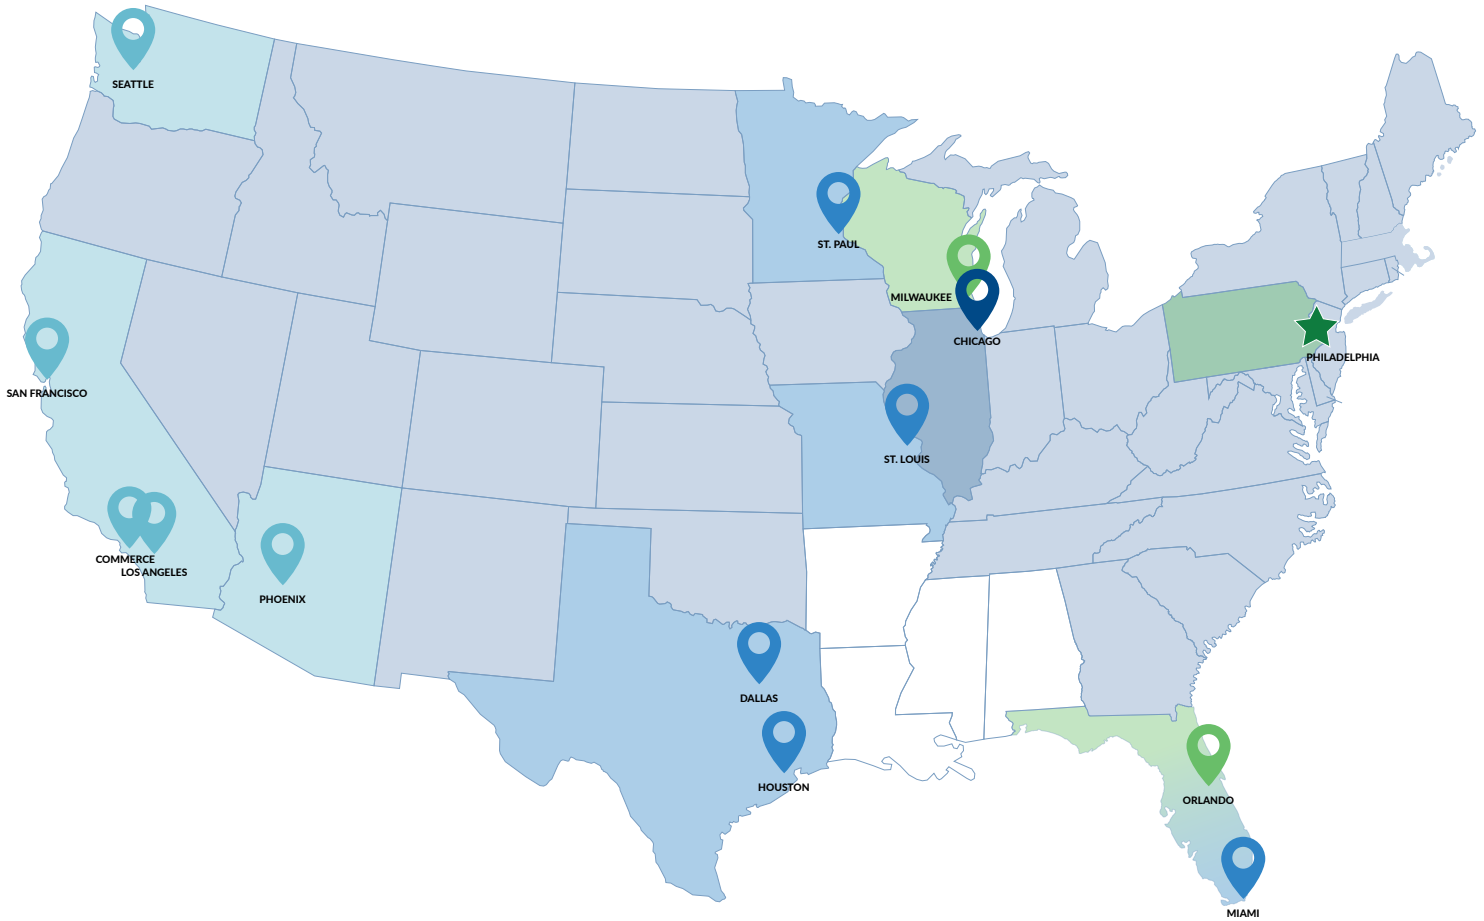 SEATTLE
ST. PAUL
MILWAUKEE
CHICAGO
PHILADELPHIA
SAN FRANCISCO
ST. LOUIS
COMMERCE
LOS ANGELES
PHOENIX
DALLAS
HOUSTON
ORLANDO
MIAMI